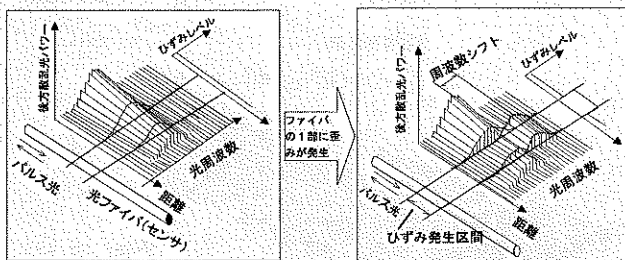 後方散乱光パワー
ひずみレベル
光周波数
距離
パルス光
光ファイバ(センサ)
ファイバ
の1部に歪
みが発生
後方散乱光パワー
周波数シフト
ひずみレベル
光周波数
距離
パルス光
ひずみ発生区間